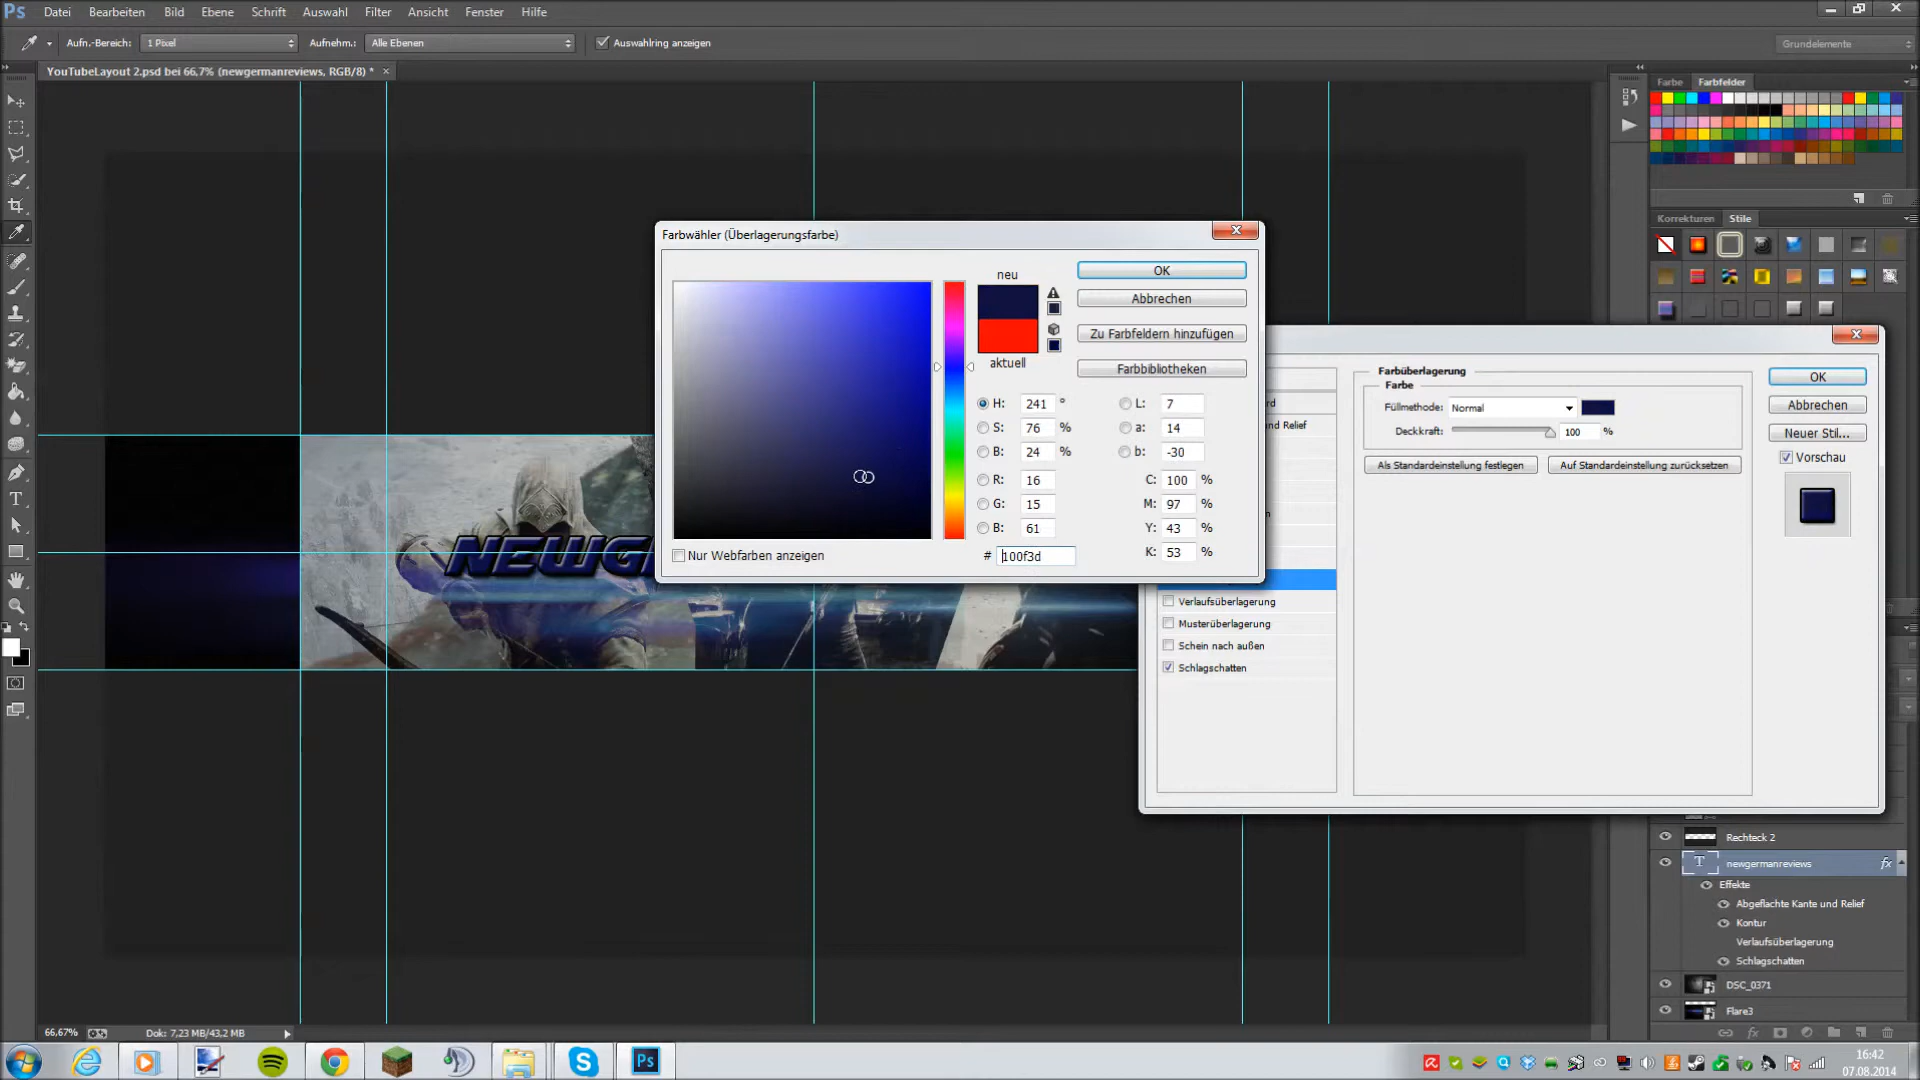 Ps Datei Bearbeiten Bild Ebene Schrift Auswahl Filter Ansicht Fenster Hilfe
Aufn.-Bereich: 1 Pixel Aufnehm.: Alle Ebenen Auswahlring anzeigen Grundelemente
YouTubeLayout 2.psd bei 66,7% (newgermanreviews, RGB/8) * ×
Farbe Farbfelder
Korrekturen Stile
Farbwähler (Überlagerungsfarbe)
neu
aktuell
OK
Abbrechen
Zu Farbfeldern hinzufügen
Farbbibliotheken
H: 241 ° L: 7
S: 76 % a: 14
B: 24 % b: -30
R: 16 C: 100 %
G: 15 M: 97 %
B: 61 Y: 43 %
# 100f3d K: 53 %
Nur Webfarben anzeigen
NEWG
Farbüberlagerung
Farbe
Füllmethode: Normal
Deckkraft: 100 %
Als Standardeinstellung festlegen Auf Standardeinstellung zurücksetzen
OK
Abbrechen
Neuer Stil...
Vorschau
rd
und Relief
Verlaufsüberlagerung
Musterüberlagerung
Schein nach außen
Schlagschatten
Rechteck 2
T newgermanreviews fx
Effekte
Abgeflachte Kante und Relief
Kontur
Verlaufsüberlagerung
Schlagschatten
DSC_0371
Flare3
66,67% Dok: 7,23 MB/43,2 MB
Ps
16:42
07.08.2014